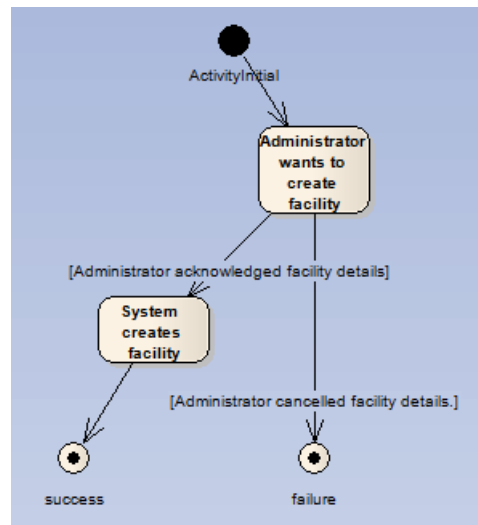 ActivityInitial
Administrator
wants to
create
facility
[Administrator acknowledged facility details]
System
creates
facility
[Administrator cancelled facility details.]
success
failure